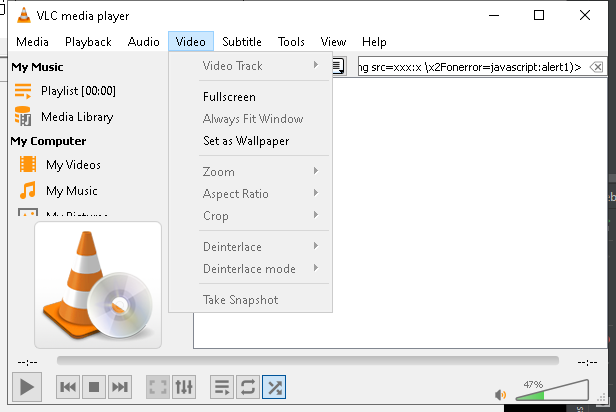 VLC media player
Media Playback Audio Video Subtitle Tools View Help
My Music
Playlist [00:00]
Media Library
My Computer
My Videos
My Music
My Pictures
Video Track
Fullscreen
Always Fit Window
Set as Wallpaper
Zoom
Aspect Ratio
Crop
Deinterlace
Deinterlace mode
Take Snapshot
ng src=xxx:x \x2Fonerror=javascript:alert1)>
--:-- --:--
47%